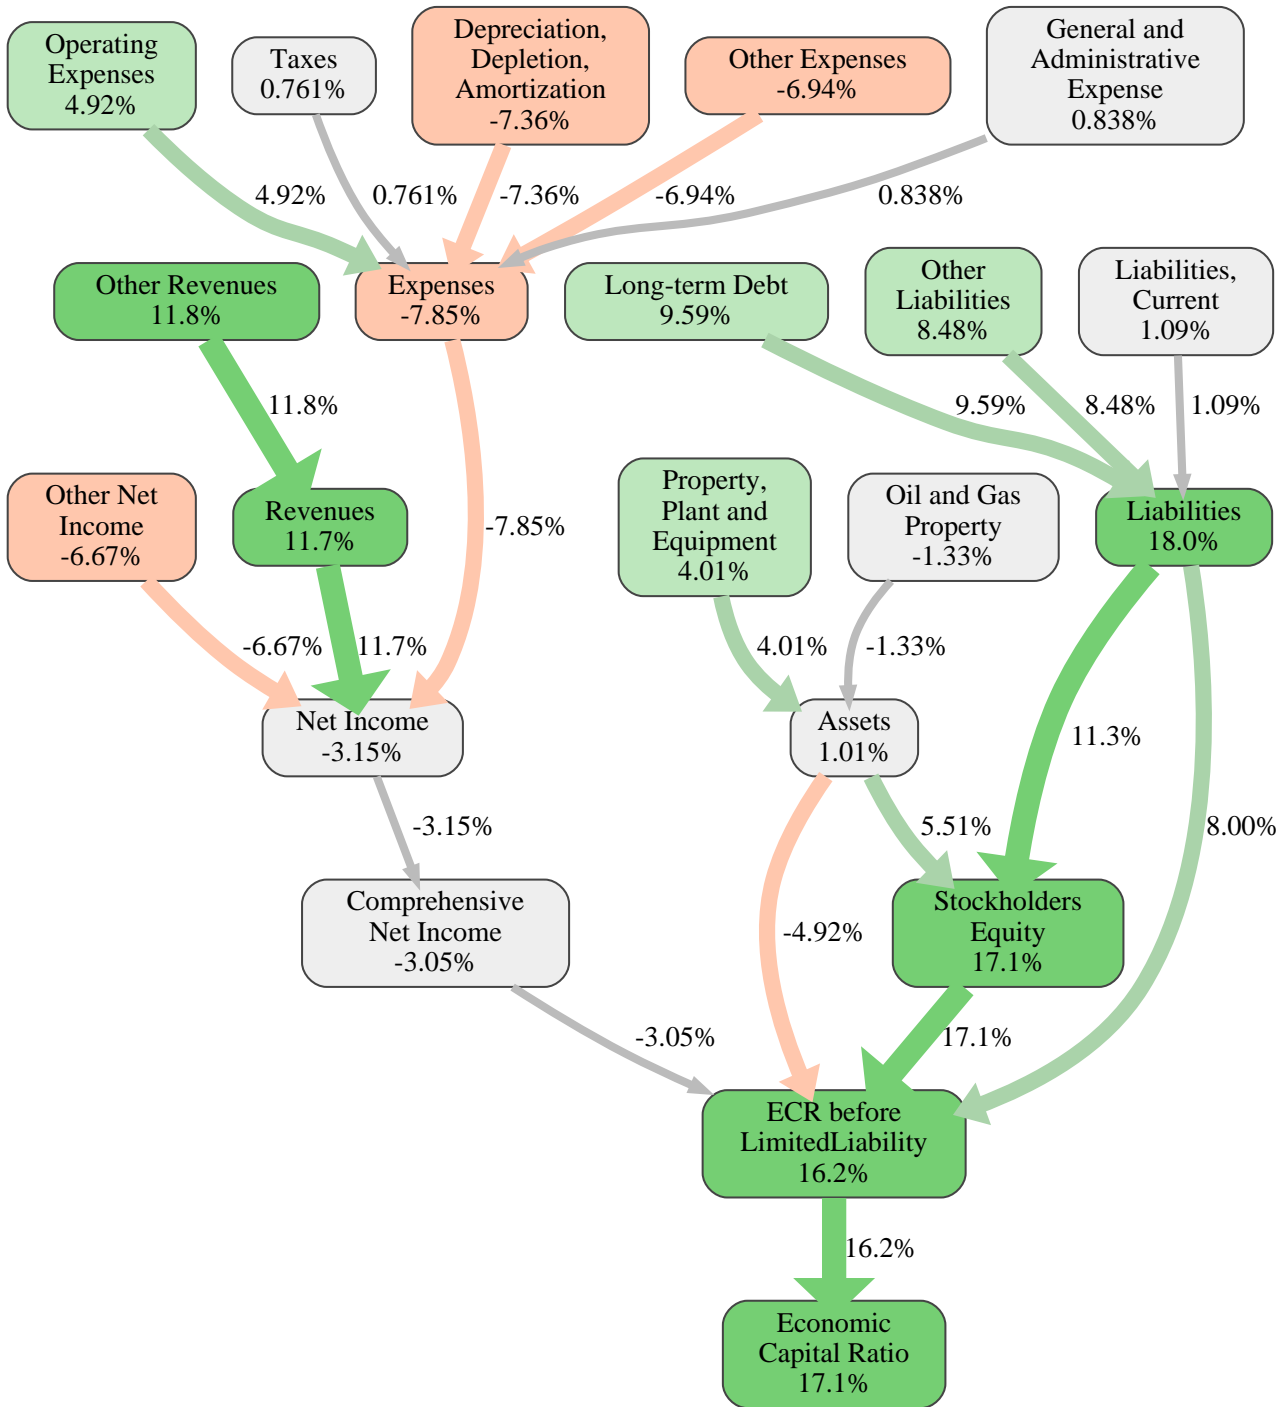 Operating
Expenses
4.92%
Taxes
0.761%
Depreciation,
Depletion,
Amortization
-7.36%
Other Expenses
-6.94%
General and
Administrative
Expense
0.838%
4.92%
0.761%
-7.36%
-6.94%
0.838%
Other Revenues
11.8%
Expenses
-7.85%
Long-term Debt
9.59%
Other
Liabilities
8.48%
Liabilities,
Current
1.09%
11.8%
9.59%
8.48%
1.09%
Other Net
Income
-6.67%
Revenues
11.7%
-7.85%
Property,
Plant and
Equipment
4.01%
Oil and Gas
Property
-1.33%
Liabilities
18.0%
-6.67%
11.7%
4.01%
-1.33%
Net Income
-3.15%
Assets
1.01%
11.3%
-3.15%
5.51%
8.00%
Comprehensive
Net Income
-3.05%
-4.92%
Stockholders
Equity
17.1%
-3.05%
17.1%
ECR before
LimitedLiability
16.2%
16.2%
Economic
Capital Ratio
17.1%